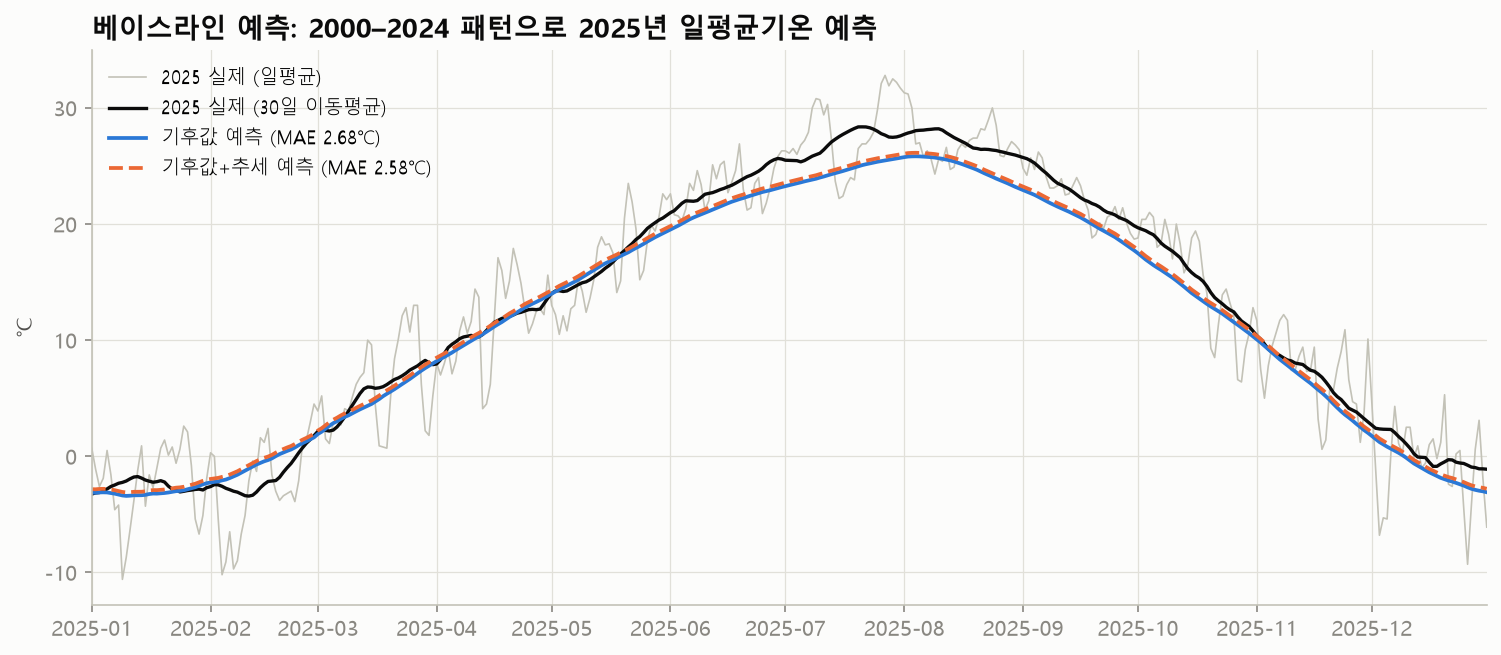 베이스라인 예측: 2000–2024 패턴으로 2025년 일평균기온 예측
2025 실제 (일평균)
2025 실제 (30일 이동평균)
기후값 예측 (MAE 2.68℃)
기후값+추세 예측 (MAE 2.58℃)
℃
30
20
10
0
-10
2025-01 2025-02 2025-03 2025-04 2025-05 2025-06 2025-07 2025-08 2025-09 2025-10 2025-11 2025-12